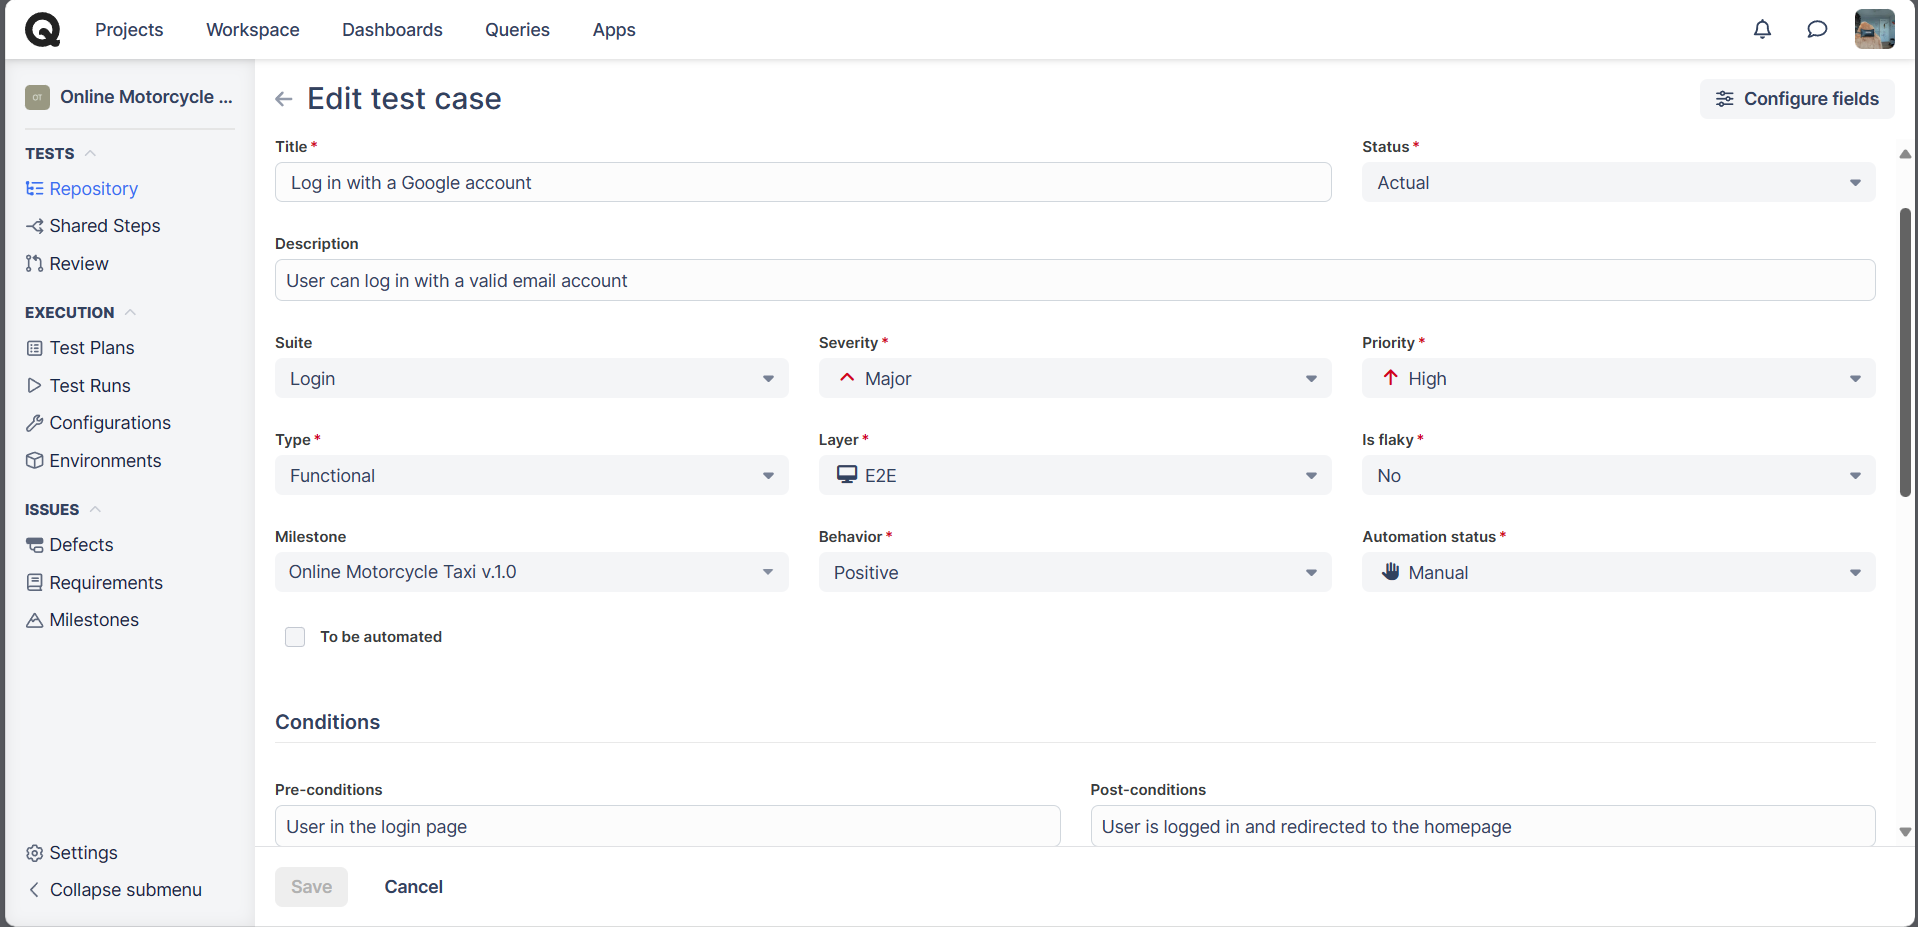 Projects Workspace Dashboards Queries Apps
OT Online Motorcycle ...
TESTS
Repository
Shared Steps
Review
EXECUTION
Test Plans
Test Runs
Configurations
Environments
ISSUES
Defects
Requirements
Milestones
Settings
Collapse submenu
Edit test case
Configure fields
Title *
Status *
Log in with a Google account
Actual
Description
User can log in with a valid email account
Suite
Severity *
Priority *
Login
Major
High
Type *
Layer *
Is flaky *
Functional
E2E
No
Milestone
Behavior *
Automation status *
Online Motorcycle Taxi v.1.0
Positive
Manual
To be automated
Conditions
Pre-conditions
Post-conditions
User in the login page
User is logged in and redirected to the homepage
Save
Cancel